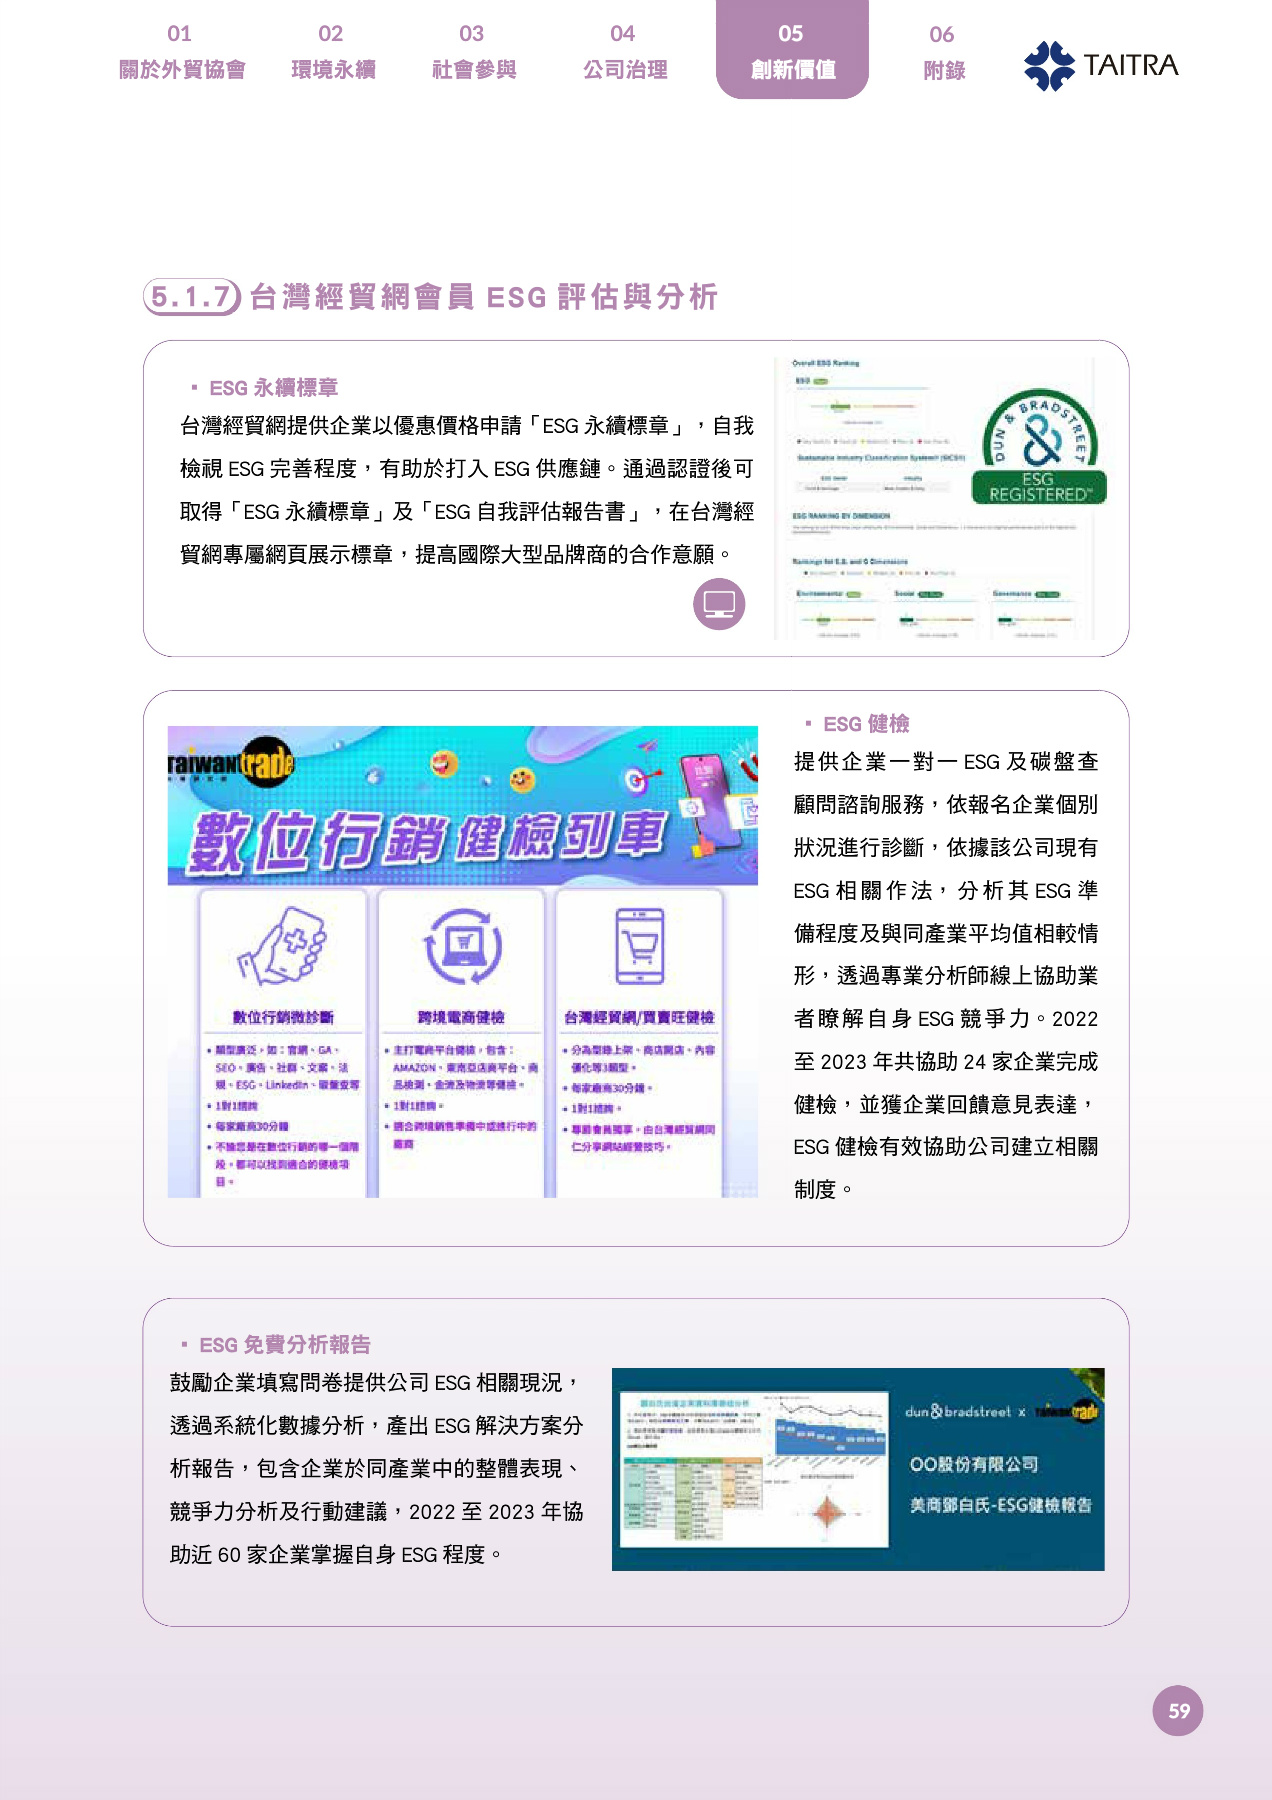 01
關於外貿協會
02
環境永續
03
社會參與
04
公司治理
05
創新價值
06
附錄
TAITRA
5.1.7 台灣經貿網會員 ESG 評估與分析
▪ ESG 永續標章
台灣經貿網提供企業以優惠價格申請「ESG 永續標章」，自我
檢視 ESG 完善程度，有助於打入 ESG 供應鏈。通過認證後可
取得「ESG 永續標章」及「ESG 自我評估報告書」，在台灣經
貿網專屬網頁展示標章，提高國際大型品牌商的合作意願。
Overall ESG Ranking
ESG
Sustainable Industry Classification System® (SICS®)
ESG RANKING BY DIMENSION
Rankings for E,S, and G Dimensions
Environmental
Social
Governance
DUN & BRADSTREET
ESG
REGISTERED™
taiwantrade
數位行銷健檢列車
數位行銷微診斷
• 類型廣泛，如：官網、GA、
SEO、廣告、社群、文案、法
規、ESG、LinkedIn、碳盤查等
• 1對1諮詢
• 每家廠商30分鐘
• 不論您是在數位行銷的哪一個階
段，都可以找到適合的健檢項
目。
跨境電商健檢
• 主打電商平台健檢，包含：
AMAZON、東南亞店商平台、商
品檢測、金流及物流等健檢。
• 1對1諮詢。
• 適合跨境銷售準備中或進行中的
廠商
台灣經貿網/買賣旺健檢
• 分為型錄上架、商店開店、內容
優化等3類型。
• 每家廠商30分鐘。
• 1對1諮詢。
• 尊爵會員獨享，由台灣經貿網同
仁分享網站經營技巧。
▪ ESG 健檢
提供企業一對一 ESG 及碳盤查
顧問諮詢服務，依報名企業個別
狀況進行診斷，依據該公司現有
ESG 相關作法，分析其 ESG 準
備程度及與同產業平均值相較情
形，透過專業分析師線上協助業
者瞭解自身 ESG 競爭力。2022
至 2023 年共協助 24 家企業完成
健檢，並獲企業回饋意見表達，
ESG 健檢有效協助公司建立相關
制度。
▪ ESG 免費分析報告
鼓勵企業填寫問卷提供公司 ESG 相關現況，
透過系統化數據分析，產出 ESG 解決方案分
析報告，包含企業於同產業中的整體表現、
競爭力分析及行動建議，2022 至 2023 年協
助近 60 家企業掌握自身 ESG 程度。
dun&bradstreet x taiwantrade
OO股份有限公司
美商鄧白氏-ESG健檢報告
59